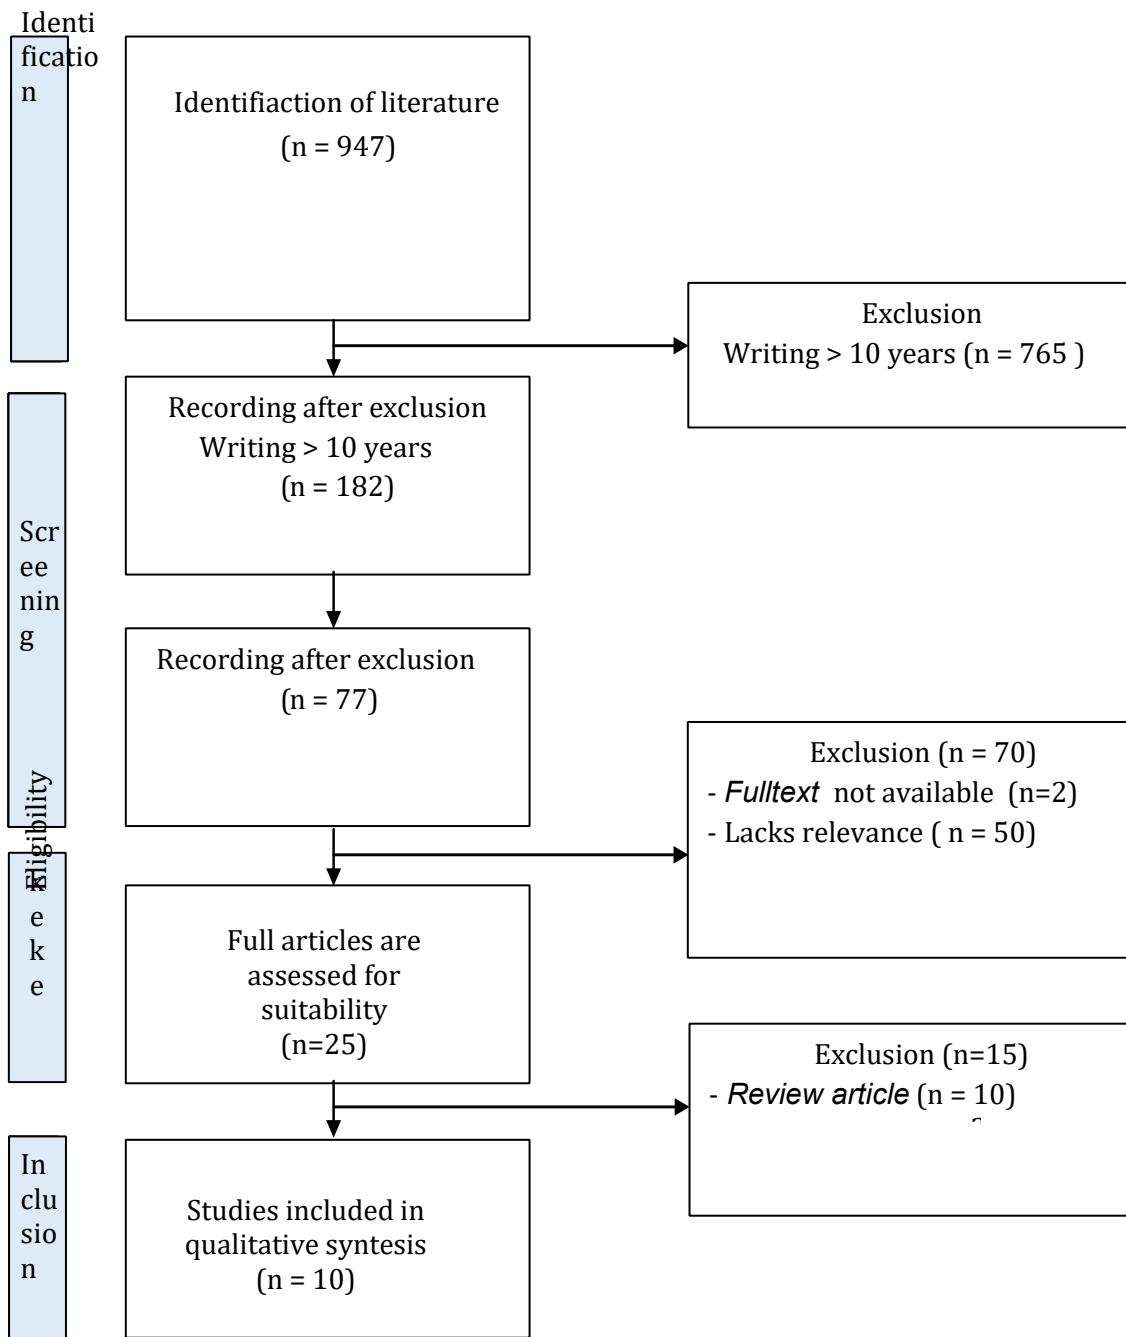 Identi
ficatio
n
Identifiaction of literature
(n = 947)
Exclusion
Writing > 10 years (n = 765 )
Recording after exclusion
Writing > 10 years
(n = 182)
Scr
ee
nin
g
Recording after exclusion
(n = 77)
Exclusion (n = 70)
- Fulltext not available (n=2)
- Lacks relevance ( n = 50)
Eligibility
k
e
k
e
Full articles are
assessed for
suitability
(n=25)
Exclusion (n=15)
- Review article (n = 10)
In
clu
sio
n
Studies included in
qualitative syntesis
(n = 10)